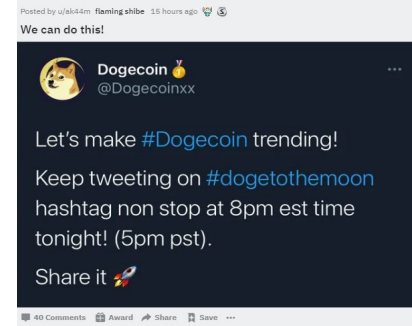 Posted by u/ak44m flaming shibe 15 hours ago
We can do this!
Dogecoin
@Dogecoinxx
Let's make #Dogecoin trending!
Keep tweeting on #dogetothemoon
hashtag non stop at 8pm est time
tonight! (5pm pst).
Share it 🚀
40 Comments Award Share Save